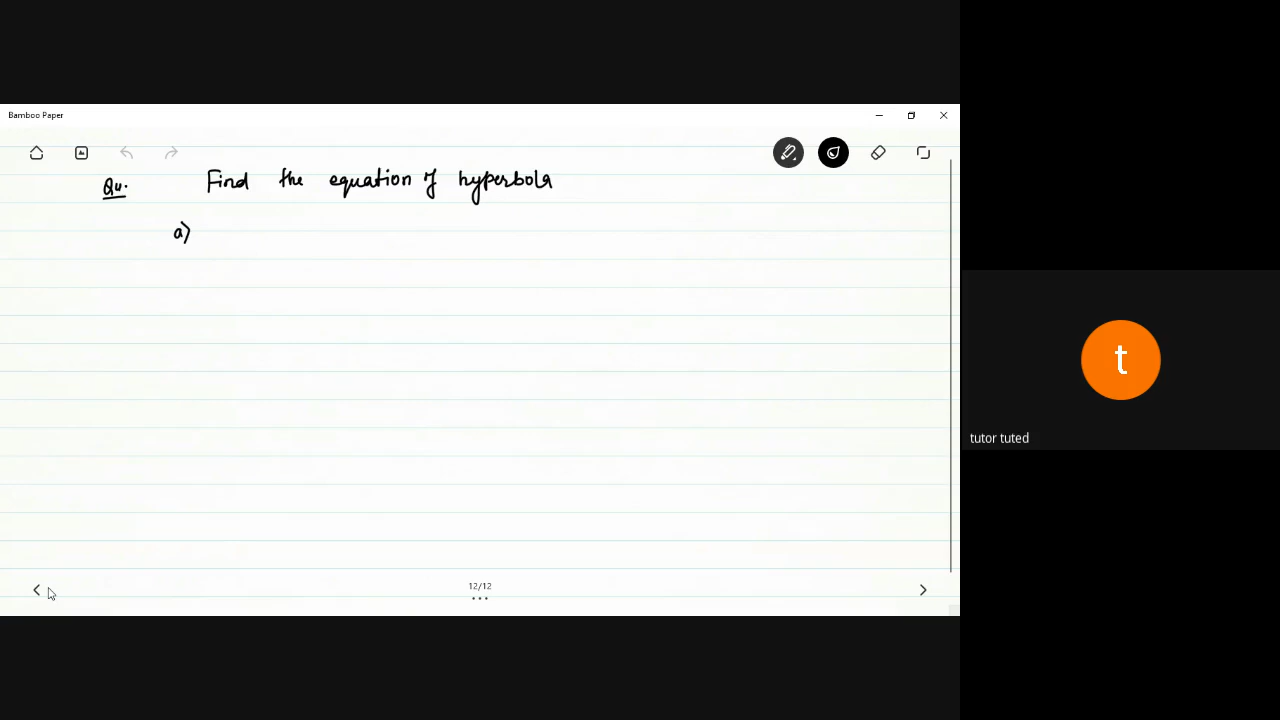 Bamboo Paper
Qu. Find the equation of hyperbola
a)
12/12
t
tutor tuted